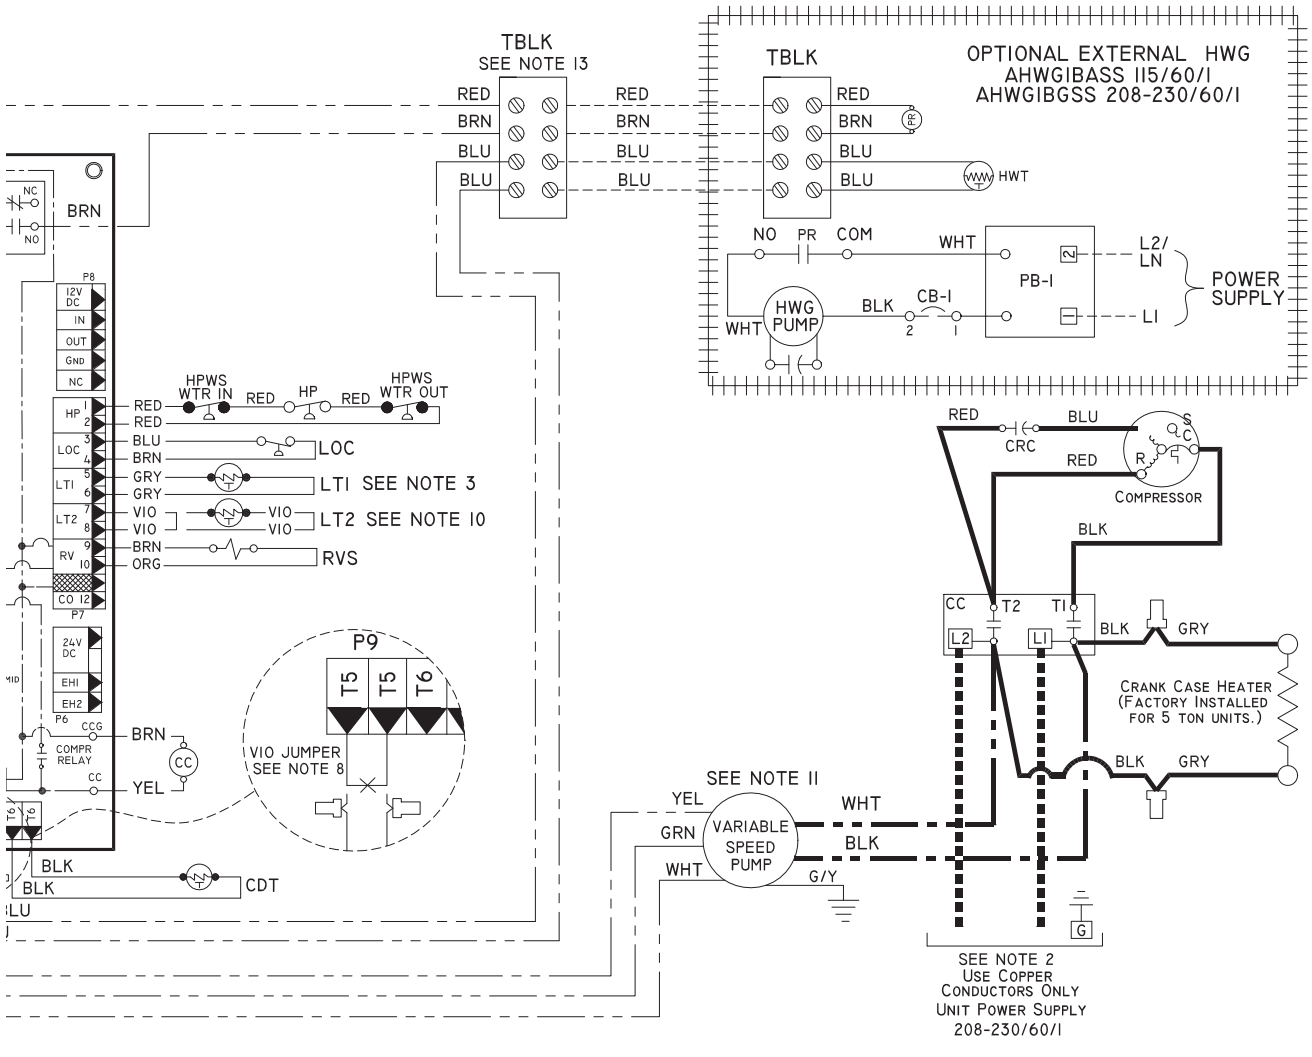 TBLK
SEE NOTE 13
RED
BRN
BLU
BLU
RED
BRN
BLU
BLU
TBLK
RED
BRN
BLU
BLU
PR
HWT
OPTIONAL EXTERNAL HWG
AHWG1BASS 115/60/1
AHWG1BGSS 208-230/60/1
NO
PR
COM
WHT
HWG
PUMP
WHT
BLK
CB-1
2
1
PB-1
2
1
L2/
LN
L1
POWER
SUPPLY
NC
NO
BRN
P8
12V
DC
IN
OUT
GND
NC
HP
1
2
LOC
3
4
LT1
5
6
LT2
7
8
RV
9
10
CO 12
P7
24V
DC
EH1
EH2
P6
MID
RED
RED
HPWS
WTR IN
RED
HP
RED
HPWS
WTR OUT
BLU
BRN
LOC
GRY
GRY
LT1 SEE NOTE 3
VIO
VIO
VIO
VIO
LT2 SEE NOTE 10
BRN
ORG
RVS
CCG
COMPR
RELAY
CC
BRN
YEL
CC
T6
T6
BLK
BLK
CDT
BLU
P9
T5
T5
T6
VIO JUMPER
SEE NOTE 8
SEE NOTE 11
YEL
GRN
WHT
VARIABLE
SPEED
PUMP
WHT
BLK
G/Y
RED
CRC
BLU
RED
S
C
R
COMPRESSOR
BLK
CC
T2
T1
L2
L1
BLK
GRY
CRANK CASE HEATER
(FACTORY INSTALLED
FOR 5 TON UNITS.)
BLK
GRY
G
SEE NOTE 2
USE COPPER
CONDUCTORS ONLY
UNIT POWER SUPPLY
208-230/60/1